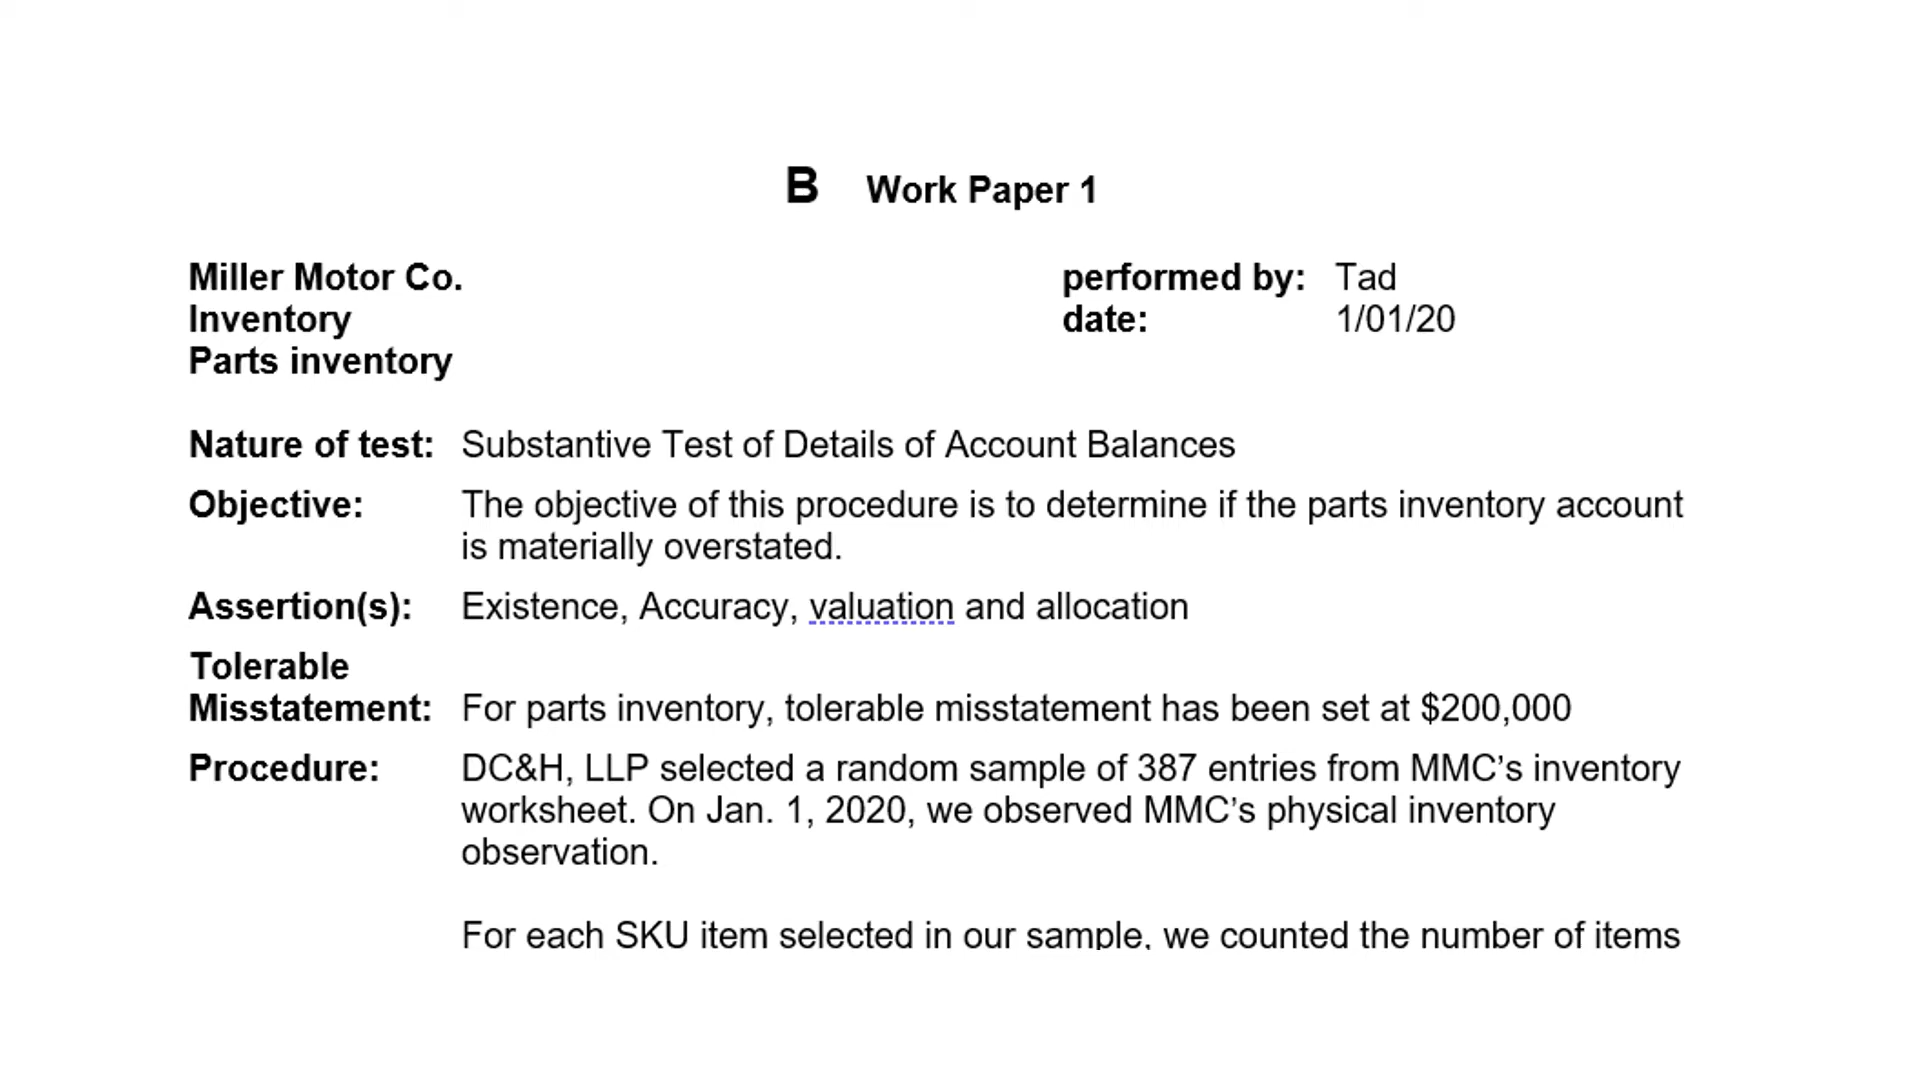 B Work Paper 1
Miller Motor Co. performed by: Tad
Inventory date: 1/01/20
Parts inventory
Nature of test: Substantive Test of Details of Account Balances
Objective: The objective of this procedure is to determine if the parts inventory account
is materially overstated.
Assertion(s): Existence, Accuracy, valuation and allocation
Tolerable
Misstatement: For parts inventory, tolerable misstatement has been set at $200,000
Procedure: DC&H, LLP selected a random sample of 387 entries from MMC’s inventory
worksheet. On Jan. 1, 2020, we observed MMC’s physical inventory
observation.
For each SKU item selected in our sample, we counted the number of items